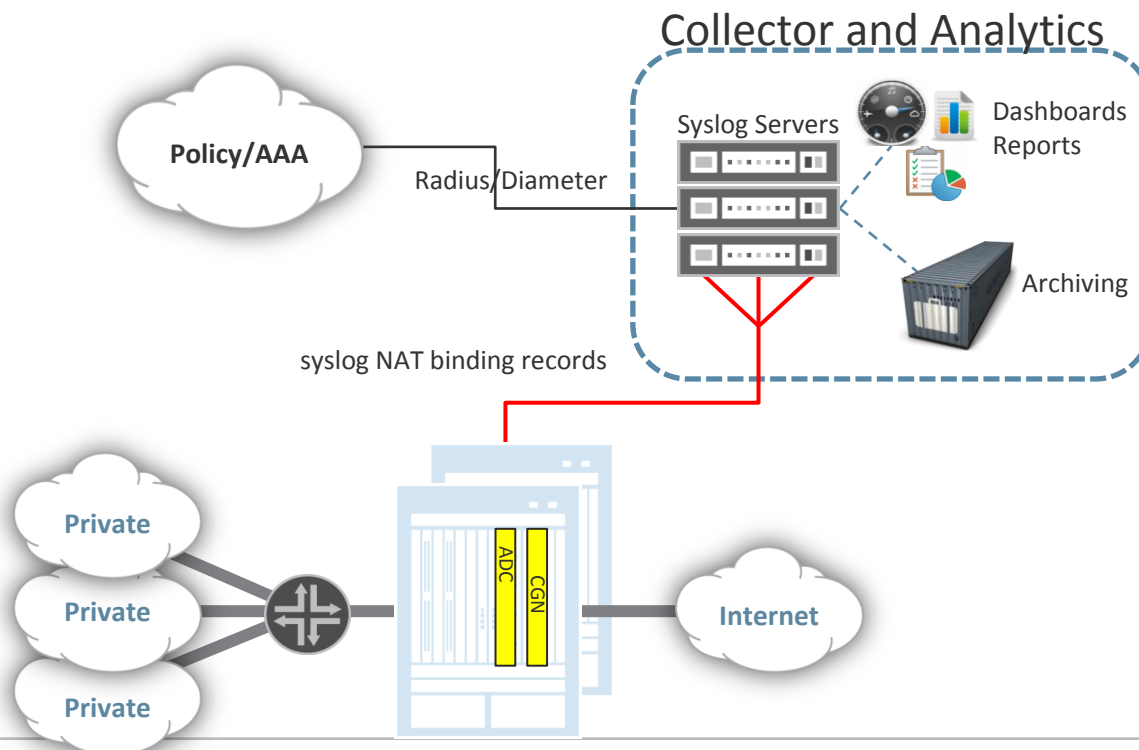 Collector and Analytics
Policy/AAA
Radius/Diameter
Syslog Servers
Dashboards
Reports
Archiving
syslog NAT binding records
Private
Private
Private
ADC
CGN
Internet